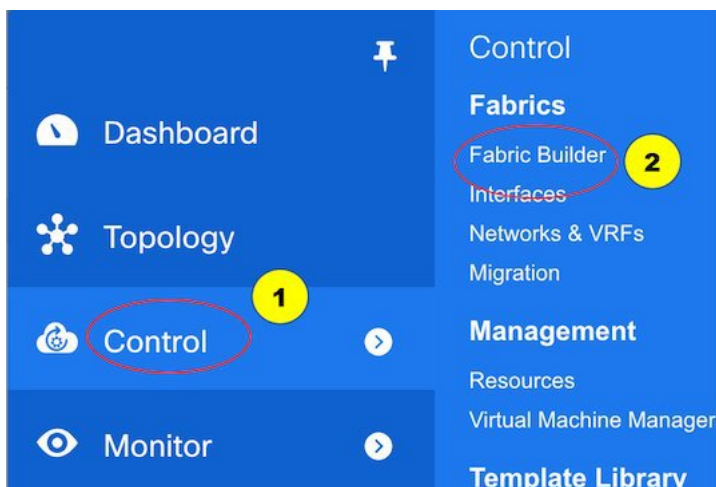 Dashboard
Topology
1
Control
Monitor
Control
Fabrics
Fabric Builder
2
Interfaces
Networks & VRFs
Migration
Management
Resources
Virtual Machine Manager
Template Library